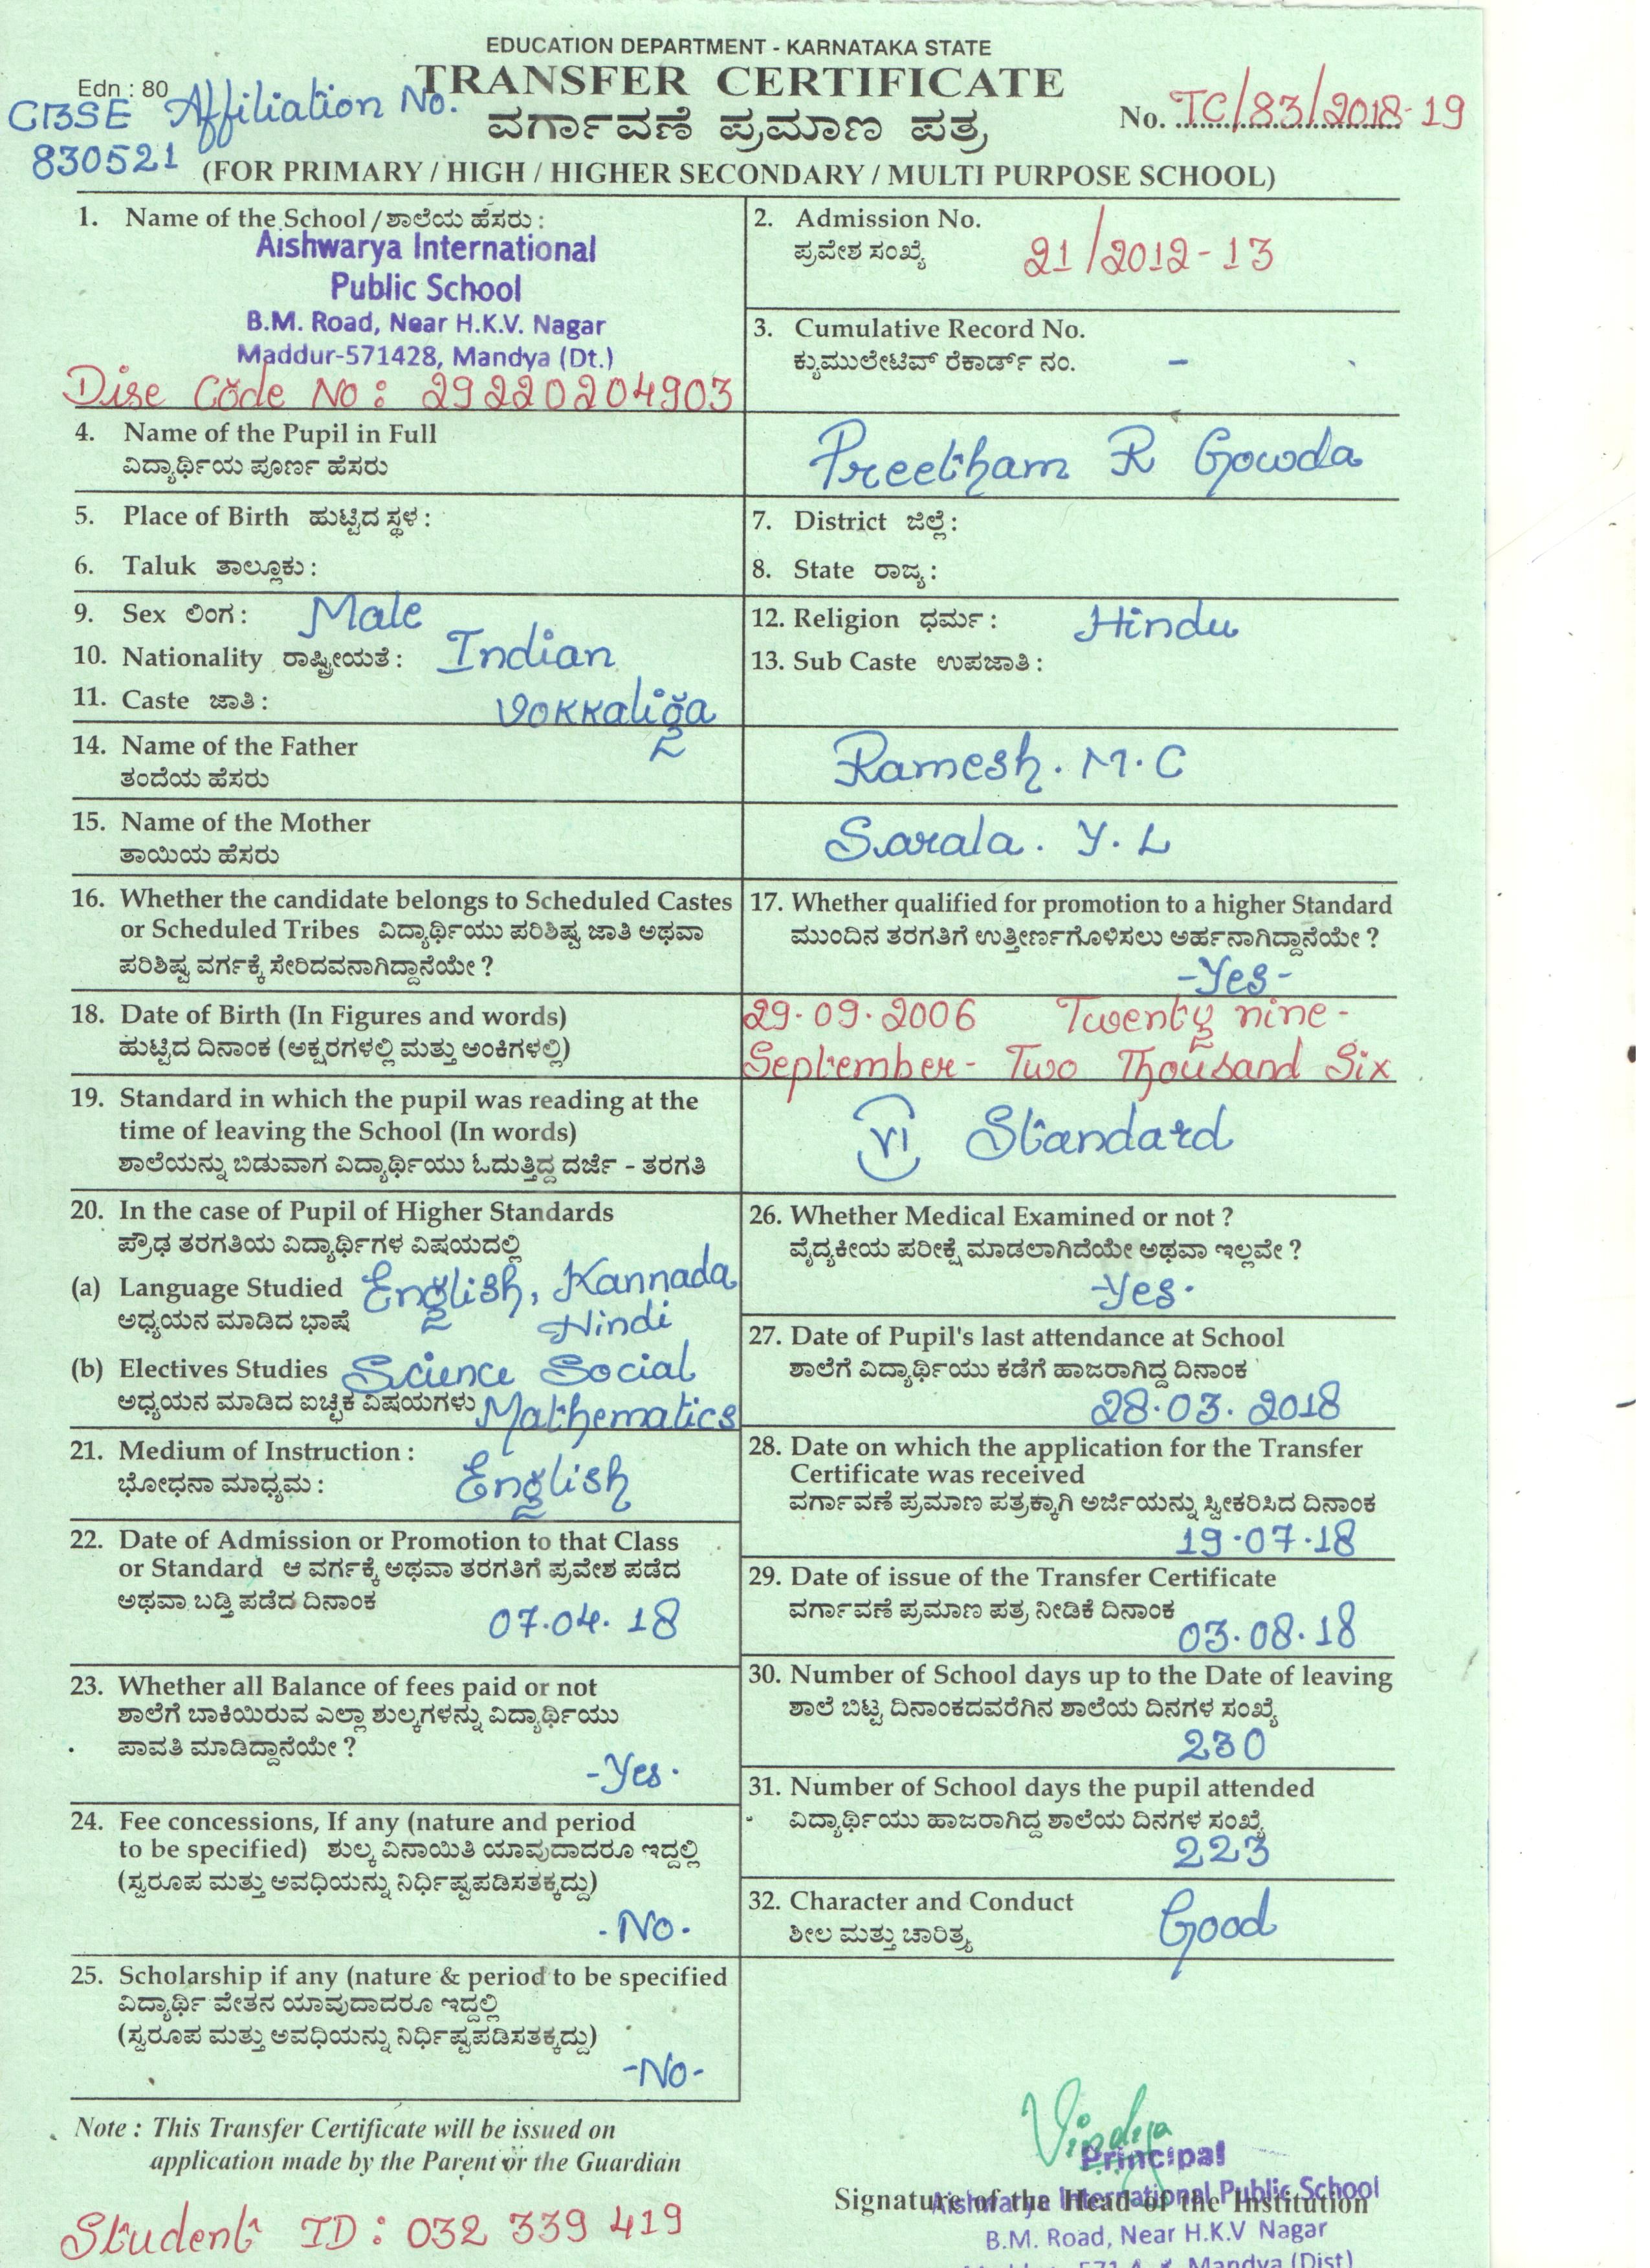 EDUCATION DEPARTMENT - KARNATAKA STATE
Edn : 80
TRANSFER CERTIFICATE
CBSE Affiliation No.
830521
ವರ್ಗಾವಣೆ ಪ್ರಮಾಣ ಪತ್ರ
No. TC/83/2018-19
(FOR PRIMARY / HIGH / HIGHER SECONDARY / MULTI PURPOSE SCHOOL)
1. Name of the School / ಶಾಲೆಯ ಹೆಸರು :
Aishwarya International
Public School
B.M. Road, Near H.K.V. Nagar
Maddur-571428, Mandya (Dt.)
Dise Code No : 29220204903
2. Admission No.
ಪ್ರವೇಶ ಸಂಖ್ಯೆ 21/2012-13
3. Cumulative Record No.
ಕ್ಯುಮುಲೇಟಿವ್ ರೆಕಾರ್ಡ್ ನಂ. -
4. Name of the Pupil in Full
ವಿದ್ಯಾರ್ಥಿಯ ಪೂರ್ಣ ಹೆಸರು
Preetham R Gowda
5. Place of Birth ಹುಟ್ಟಿದ ಸ್ಥಳ :
7. District ಜಿಲ್ಲೆ :
6. Taluk ತಾಲ್ಲೂಕು :
8. State ರಾಜ್ಯ :
9. Sex ಲಿಂಗ : Male
12. Religion ಧರ್ಮ : Hindu
10. Nationality ರಾಷ್ಟ್ರೀಯತೆ : Indian
13. Sub Caste ಉಪಜಾತಿ :
11. Caste ಜಾತಿ : Vokkaliga
14. Name of the Father
ತಂದೆಯ ಹೆಸರು
Ramesh. M. C
15. Name of the Mother
ತಾಯಿಯ ಹೆಸರು
Sarala. Y. L
16. Whether the candidate belongs to Scheduled Castes
or Scheduled Tribes ವಿದ್ಯಾರ್ಥಿಯು ಪರಿಶಿಷ್ಟ ಜಾತಿ ಅಥವಾ
ಪರಿಶಿಷ್ಟ ವರ್ಗಕ್ಕೆ ಸೇರಿದವನಾಗಿದ್ದಾನೆಯೇ ?
17. Whether qualified for promotion to a higher Standard
ಮುಂದಿನ ತರಗತಿಗೆ ಉತ್ತೀರ್ಣಗೊಳಿಸಲು ಅರ್ಹನಾಗಿದ್ದಾನೆಯೇ ?
-Yes-
18. Date of Birth (In Figures and words)
ಹುಟ್ಟಿದ ದಿನಾಂಕ (ಅಕ್ಷರಗಳಲ್ಲಿ ಮತ್ತು ಅಂಕಿಗಳಲ್ಲಿ)
29.09.2006 Twenty nine -
September - Two Thousand Six
19. Standard in which the pupil was reading at the
time of leaving the School (In words)
ಶಾಲೆಯನ್ನು ಬಿಡುವಾಗ ವಿದ್ಯಾರ್ಥಿಯು ಓದುತ್ತಿದ್ದ ದರ್ಜೆ - ತರಗತಿ
VI Standard
20. In the case of Pupil of Higher Standards
ಪ್ರೌಢ ತರಗತಿಯ ವಿದ್ಯಾರ್ಥಿಗಳ ವಿಷಯದಲ್ಲಿ
(a) Language Studied English, Kannada
ಅಧ್ಯಯನ ಮಾಡಿದ ಭಾಷೆ Hindi
(b) Electives Studies Science Social
ಅಧ್ಯಯನ ಮಾಡಿದ ಐಚ್ಛಿಕ ವಿಷಯಗಳು Mathematics
21. Medium of Instruction :
ಭೋಧನಾ ಮಾಧ್ಯಮ : English
22. Date of Admission or Promotion to that Class
or Standard ಆ ವರ್ಗಕ್ಕೆ ಅಥವಾ ತರಗತಿಗೆ ಪ್ರವೇಶ ಪಡೆದ
ಅಥವಾ ಬಡ್ತಿ ಪಡೆದ ದಿನಾಂಕ
07.04.18
23. Whether all Balance of fees paid or not
ಶಾಲೆಗೆ ಬಾಕಿಯಿರುವ ಎಲ್ಲಾ ಶುಲ್ಕಗಳನ್ನು ವಿದ್ಯಾರ್ಥಿಯು
ಪಾವತಿ ಮಾಡಿದ್ದಾನೆಯೇ ?
-Yes.
24. Fee concessions, If any (nature and period
to be specified) ಶುಲ್ಕ ವಿನಾಯಿತಿ ಯಾವುದಾದರೂ ಇದ್ದಲ್ಲಿ
(ಸ್ವರೂಪ ಮತ್ತು ಅವಧಿಯನ್ನು ನಿರ್ಧಿಷ್ಟಪಡಿಸತಕ್ಕದ್ದು)
-No-
25. Scholarship if any (nature & period to be specified
ವಿದ್ಯಾರ್ಥಿ ವೇತನ ಯಾವುದಾದರೂ ಇದ್ದಲ್ಲಿ
(ಸ್ವರೂಪ ಮತ್ತು ಅವಧಿಯನ್ನು ನಿರ್ಧಿಷ್ಟಪಡಿಸತಕ್ಕದ್ದು)
-No-
26. Whether Medical Examined or not ?
ವೈದ್ಯಕೀಯ ಪರೀಕ್ಷೆ ಮಾಡಲಾಗಿದೆಯೇ ಅಥವಾ ಇಲ್ಲವೇ ?
-Yes.
27. Date of Pupil's last attendance at School
ಶಾಲೆಗೆ ವಿದ್ಯಾರ್ಥಿಯು ಕಡೆಗೆ ಹಾಜರಾಗಿದ್ದ ದಿನಾಂಕ
28.03.2018
28. Date on which the application for the Transfer
Certificate was received
ವರ್ಗಾವಣೆ ಪ್ರಮಾಣ ಪತ್ರಕ್ಕಾಗಿ ಅರ್ಜಿಯನ್ನು ಸ್ವೀಕರಿಸಿದ ದಿನಾಂಕ
19.07.18
29. Date of issue of the Transfer Certificate
ವರ್ಗಾವಣೆ ಪ್ರಮಾಣ ಪತ್ರ ನೀಡಿಕೆ ದಿನಾಂಕ
03.08.18
30. Number of School days up to the Date of leaving
ಶಾಲೆ ಬಿಟ್ಟ ದಿನಾಂಕದವರೆಗಿನ ಶಾಲೆಯ ದಿನಗಳ ಸಂಖ್ಯೆ
230
31. Number of School days the pupil attended
ವಿದ್ಯಾರ್ಥಿಯು ಹಾಜರಾಗಿದ್ದ ಶಾಲೆಯ ದಿನಗಳ ಸಂಖ್ಯೆ
223
32. Character and Conduct
ಶೀಲ ಮತ್ತು ಚಾರಿತ್ರ್ಯ
Good
Note : This Transfer Certificate will be issued on
application made by the Parent or the Guardian
Student ID : 032 339 419
Vindya
Principal
Signature of the Head of the Institution
Aishwarya International Public School
B.M. Road, Near H.K.V Nagar
Mandya (Dist)